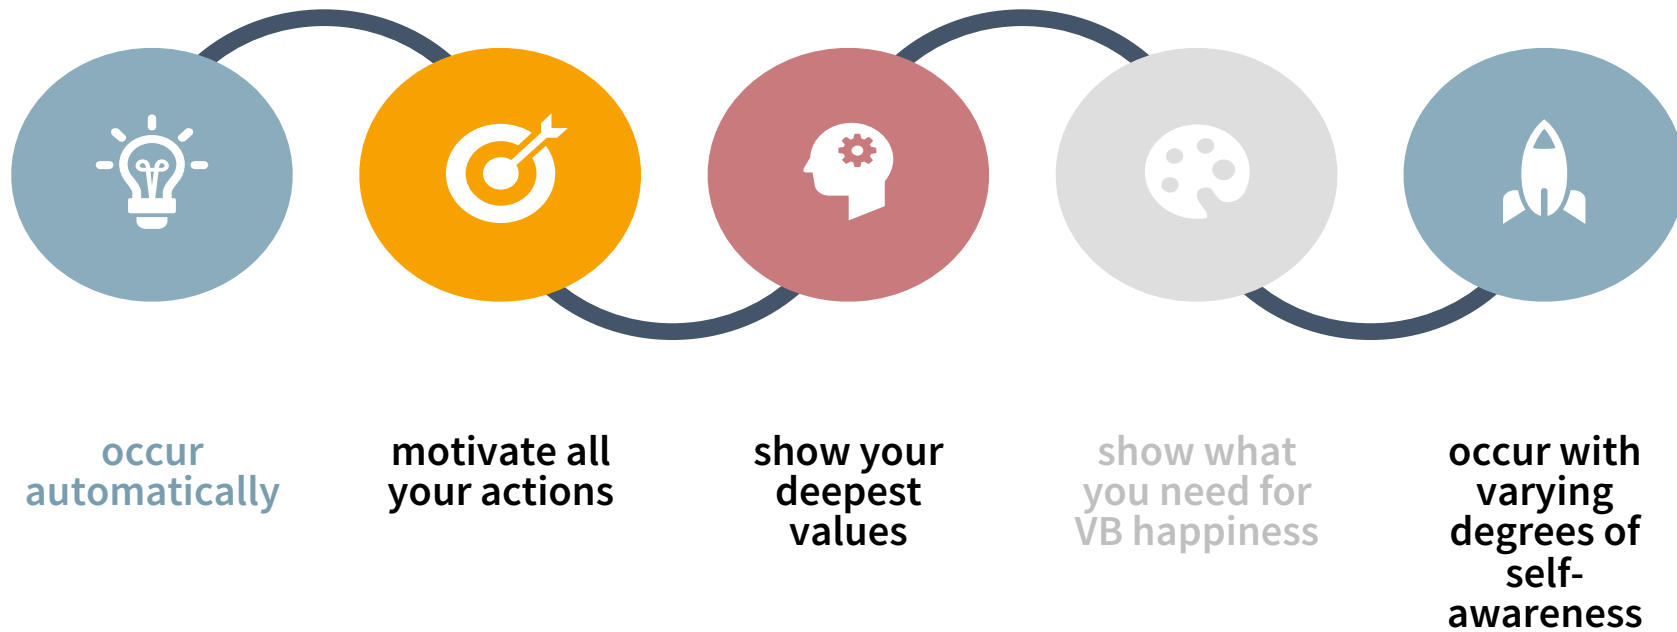 occur
automatically
motivate all
your actions
show your
deepest
values
show what
you need for
VB happiness
occur with
varying
degrees of
self-
awareness